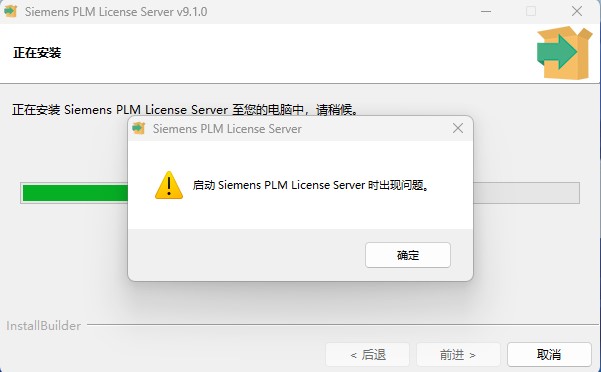 Siemens PLM License Server v9.1.0
正在安装
正在安装 Siemens PLM License Server 至您的电脑中，请稍候。
Siemens PLM License Server
启动 Siemens PLM License Server 时出现问题。
确定
InstallBuilder
< 后退
前进 >
取消